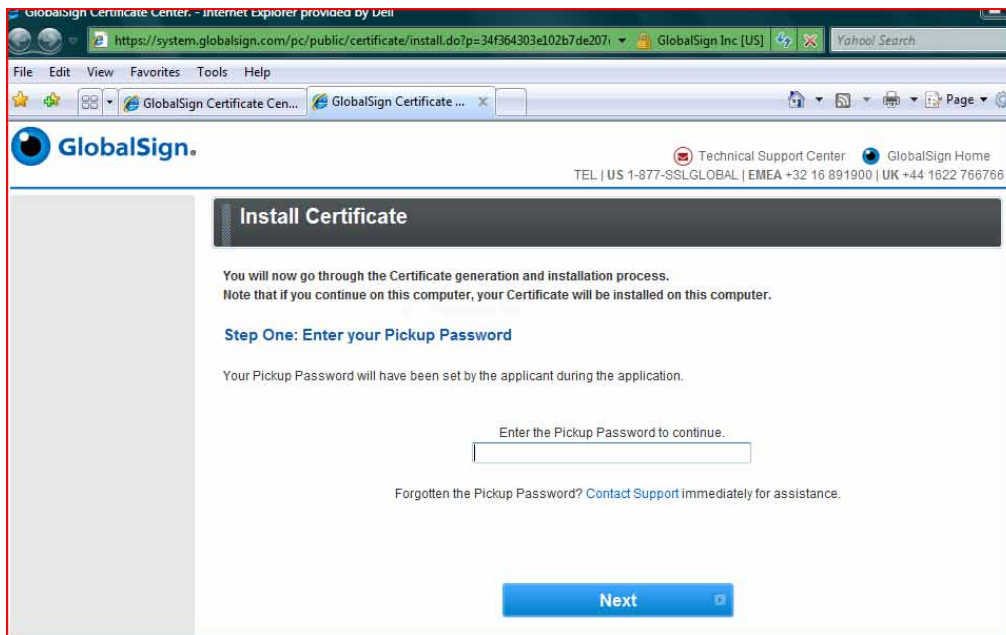 GlobalSign Certificate Center. - Internet Explorer provided by Dell
https://system.globalsign.com/pc/public/certificate/install.do?p=34f364303e102b7de207 GlobalSign Inc [US] Yahoo! Search
File Edit View Favorites Tools Help
GlobalSign Certificate Cen... GlobalSign Certificate ... Page
GlobalSign.
Technical Support Center GlobalSign Home
TEL | US 1-877-SSLGLOBAL | EMEA +32 16 891900 | UK +44 1622 766766
Install Certificate
You will now go through the Certificate generation and installation process.
Note that if you continue on this computer, your Certificate will be installed on this computer.
Step One: Enter your Pickup Password
Your Pickup Password will have been set by the applicant during the application.
Enter the Pickup Password to continue.
Forgotten the Pickup Password? Contact Support immediately for assistance.
Next